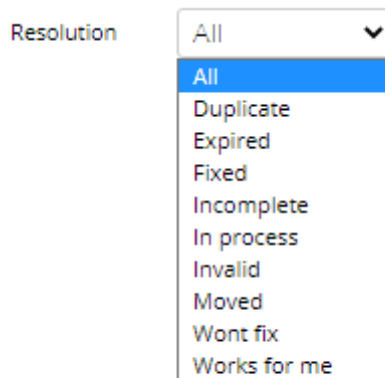 Resolution All
All
Duplicate
Expired
Fixed
Incomplete
In process
Invalid
Moved
Wont fix
Works for me